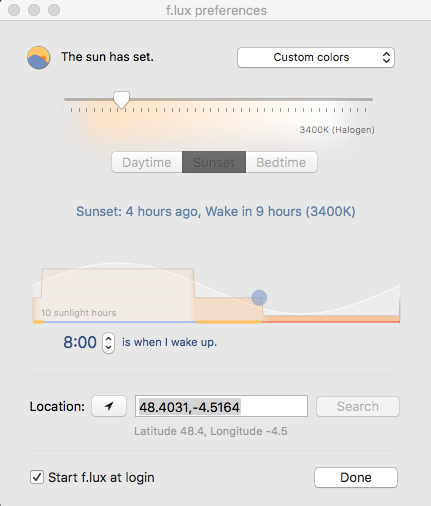 f.lux preferences
The sun has set.
Custom colors
3400K (Halogen)
Daytime
Sunset
Bedtime
Sunset: 4 hours ago, Wake in 9 hours (3400K)
10 sunlight hours
8:00 is when I wake up.
Location:
48.4031,-4.5164
Search
Latitude 48.4, Longitude -4.5
Start f.lux at login
Done